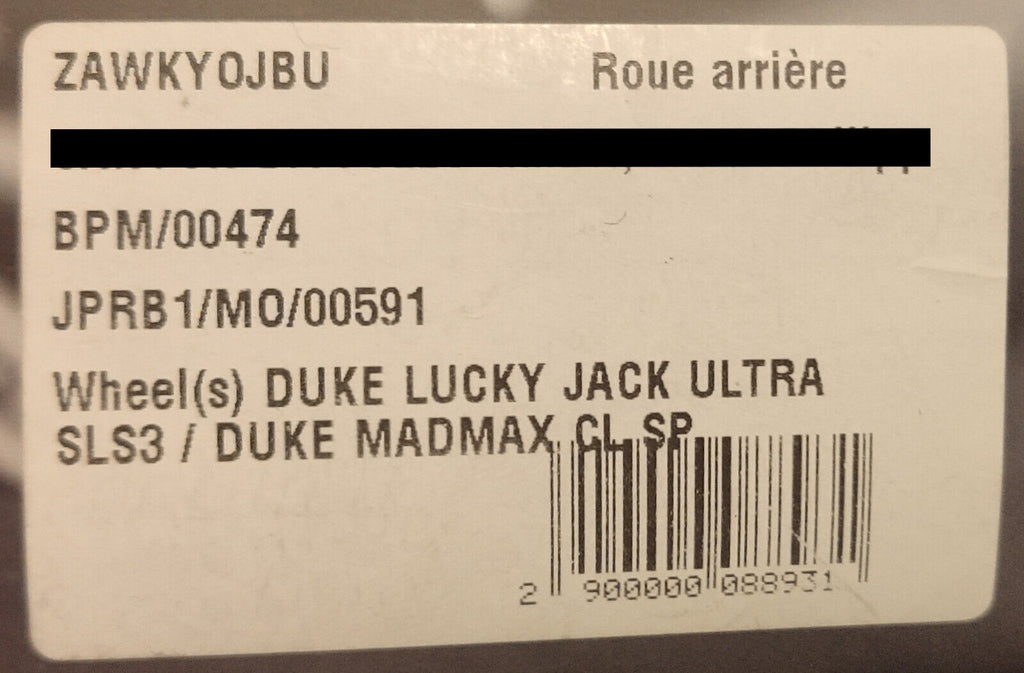 ZAWKYOJBU Roue arrière
BPM/00474
JPRB1/MO/00591
Wheel(s) DUKE LUCKY JACK ULTRA
SLS3 / DUKE MADMAX CL SP
2 900000 088931